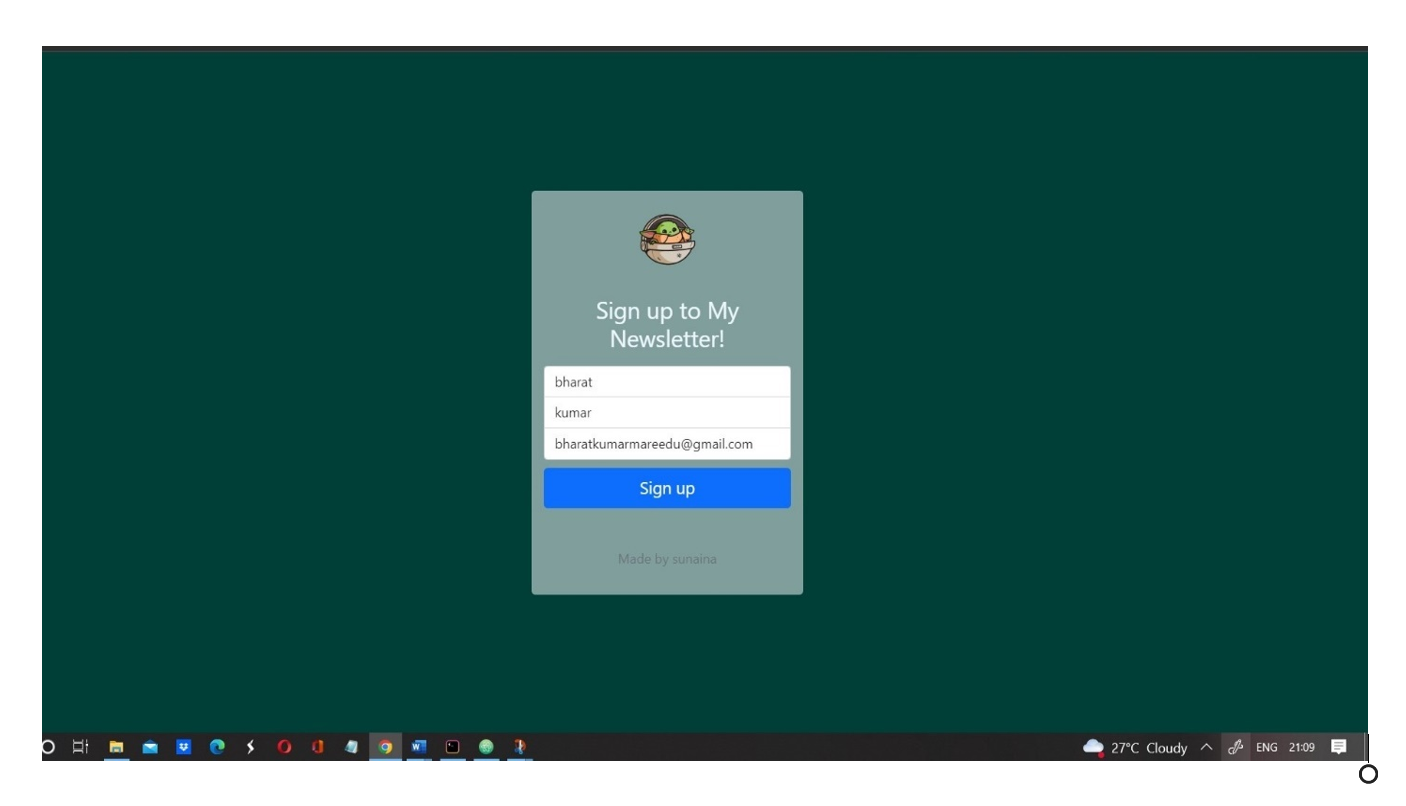 Sign up to My
Newsletter!
bharat
kumar
bharatkumarmareedu@gmail.com
Sign up
Made by sunaina
27°C Cloudy ENG 21:09